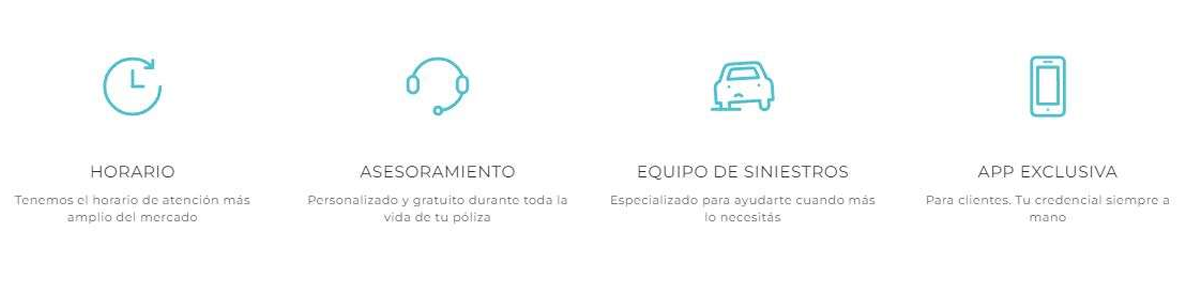 HORARIO
Tenemos el horario de atención más
amplio del mercado
ASESORAMIENTO
Personalizado y gratuito durante toda la
vida de tu póliza
EQUIPO DE SINIESTROS
Especializado para ayudarte cuando más
lo necesitás
APP EXCLUSIVA
Para clientes. Tu credencial siempre a
mano